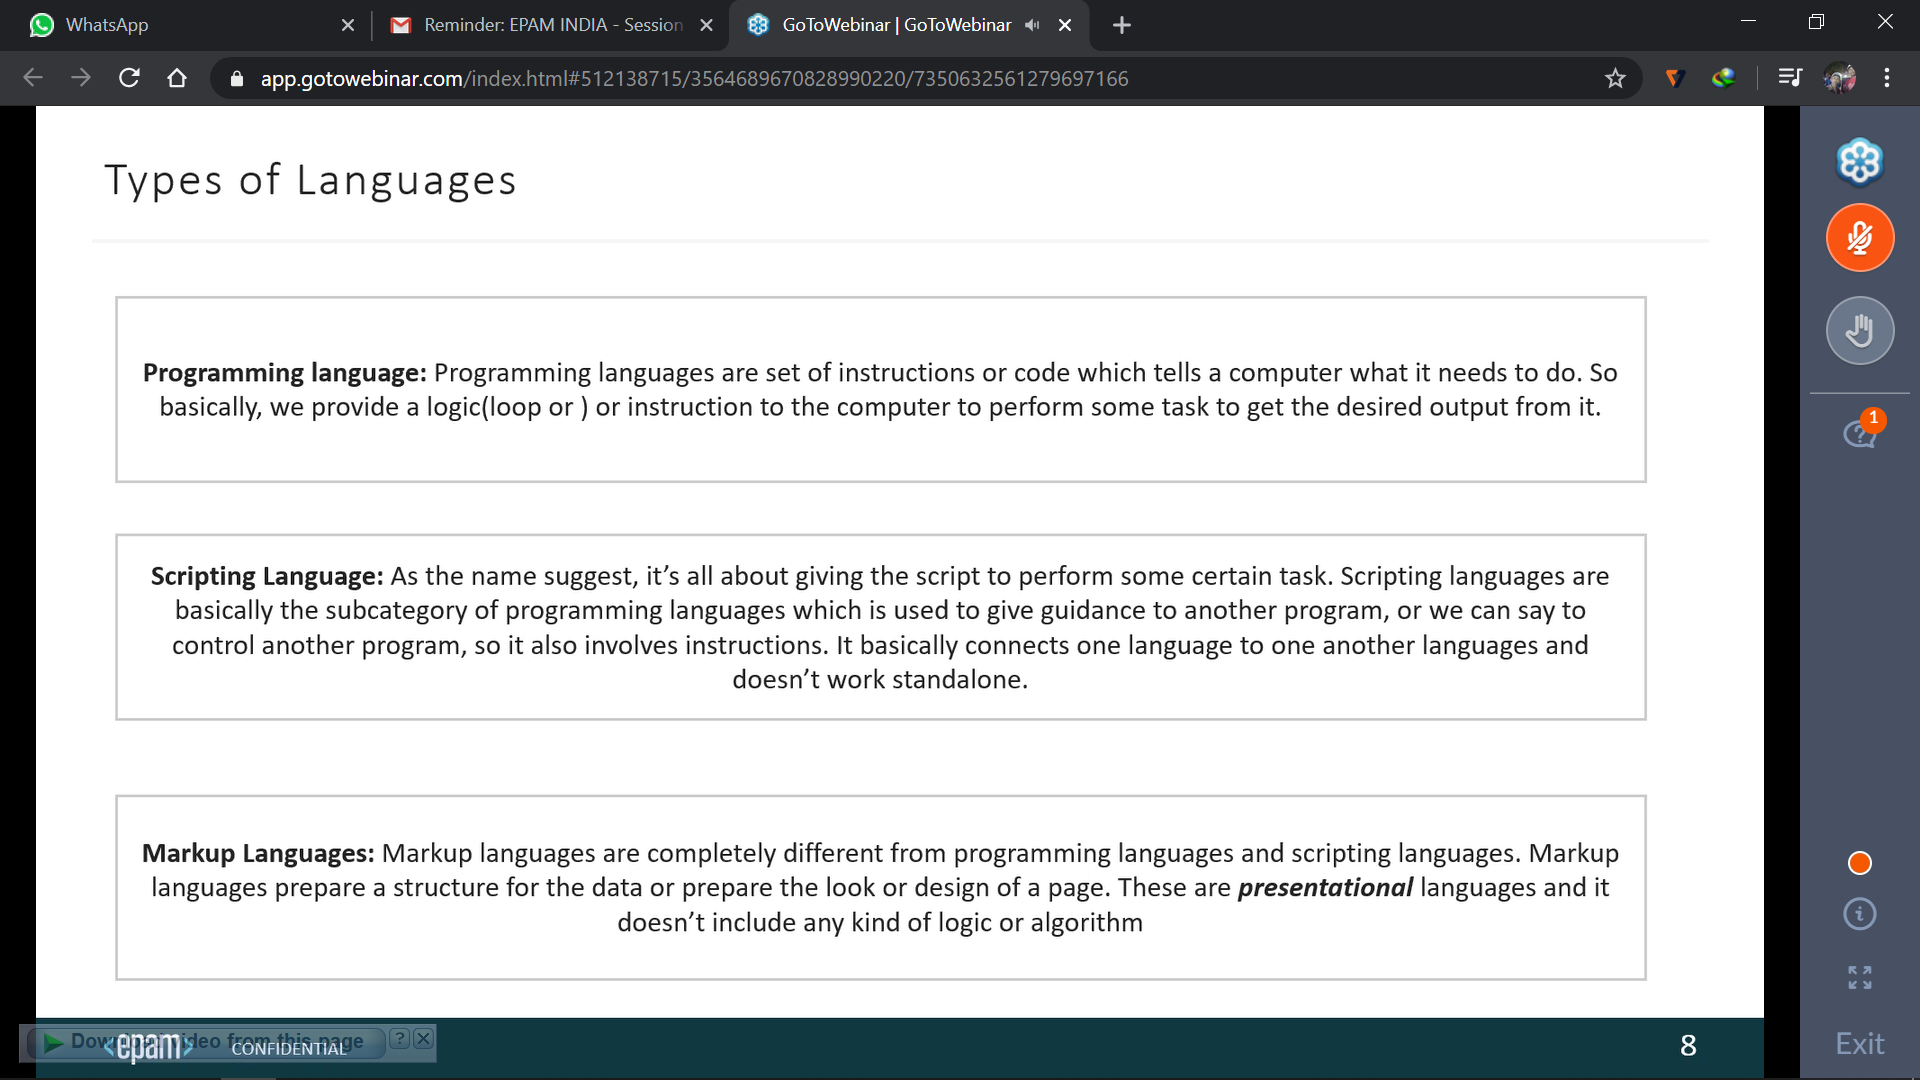 WhatsApp
Reminder: EPAM INDIA - Session
GoToWebinar | GoToWebinar
app.gotowebinar.com/index.html#512138715/3564689670828990220/7350632561279697166
Types of Languages
Programming language: Programming languages are set of instructions or code which tells a computer what it needs to do. So
basically, we provide a logic(loop or ) or instruction to the computer to perform some task to get the desired output from it.
Scripting Language: As the name suggest, it’s all about giving the script to perform some certain task. Scripting languages are
basically the subcategory of programming languages which is used to give guidance to another program, or we can say to
control another program, so it also involves instructions. It basically connects one language to one another languages and
doesn’t work standalone.
Markup Languages: Markup languages are completely different from programming languages and scripting languages. Markup
languages prepare a structure for the data or prepare the look or design of a page. These are presentational languages and it
doesn’t include any kind of logic or algorithm
1
Download video from this page
? X
<epam> CONFIDENTIAL
8
Exit